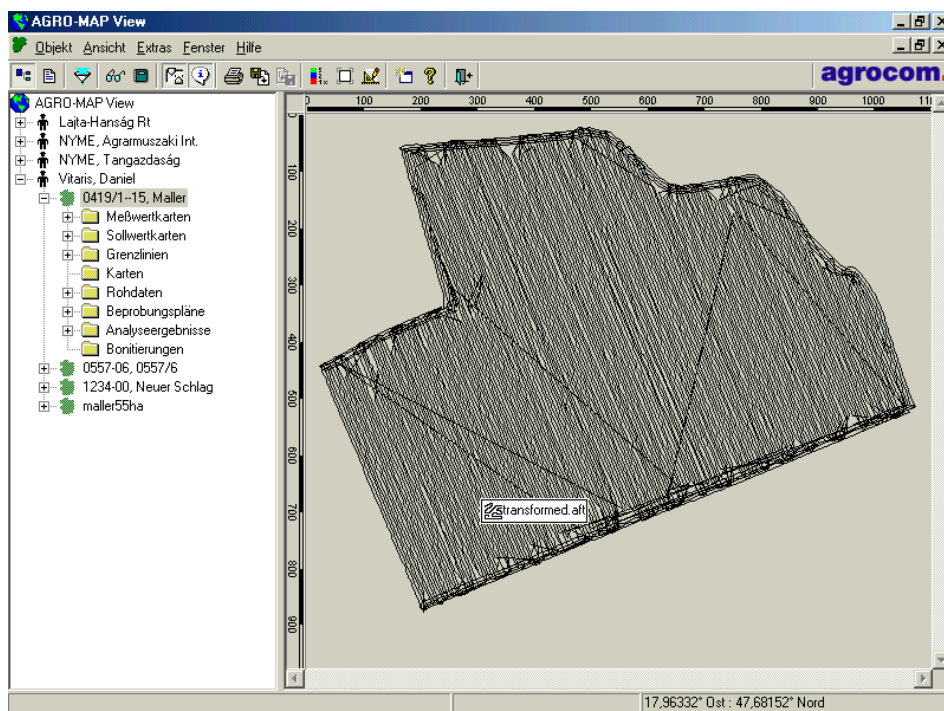 AGRO-MAP View
Objekt Ansicht Extras Fenster Hilfe
agrocom.
AGRO-MAP View
Lajta-Hanság Rt
NYME, Agrarmuszaki Int.
NYME, Tangazdaság
Vitaris, Daniel
0419/1--15, Maller
Meßwertkarten
Sollwertkarten
Grenzlinien
Karten
Rohdaten
Beprobungspläne
Analyseergebnisse
Bonitierungen
0557-06, 0557/6
1234-00, Neuer Schlag
maller55ha
0 100 200 300 400 500 600 700 800 900 1000
0
100
200
300
400
500
600
700
800
900
transformed.aft
17,96332° Ost : 47,68152° Nord